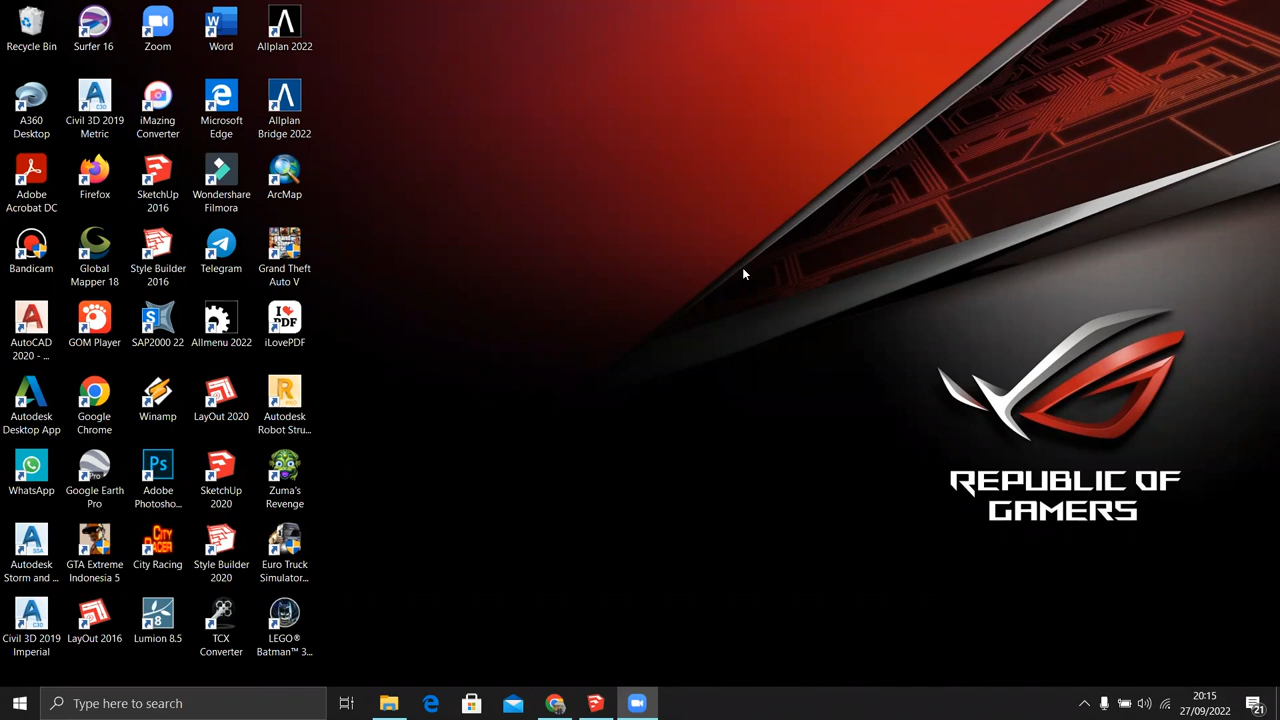 Recycle Bin
Surfer 16
Zoom
Word
Allplan 2022
A360
Desktop
Civil 3D 2019
Metric
iMazing
Converter
Microsoft
Edge
Allplan
Bridge 2022
Adobe
Acrobat DC
Firefox
SketchUp
2016
Wondershare
Filmora
ArcMap
Bandicam
Global
Mapper 18
Style Builder
2016
Telegram
Grand Theft
Auto V
AutoCAD
2020 - ...
GOM Player
SAP2000 22
Allmenu 2022
iLovePDF
Autodesk
Desktop App
Google
Chrome
Winamp
LayOut 2020
Autodesk
Robot Stru...
WhatsApp
Google Earth
Pro
Adobe
Photosho...
SketchUp
2020
Zuma's
Revenge
Autodesk
Storm and ...
GTA Extreme
Indonesia 5
City Racing
Style Builder
2020
Euro Truck
Simulator...
Civil 3D 2019
Imperial
LayOut 2016
Lumion 8.5
TCX
Converter
LEGO®
Batman™ 3...
REPUBLIC OF
GAMERS
Type here to search
20:15
27/09/2022
21